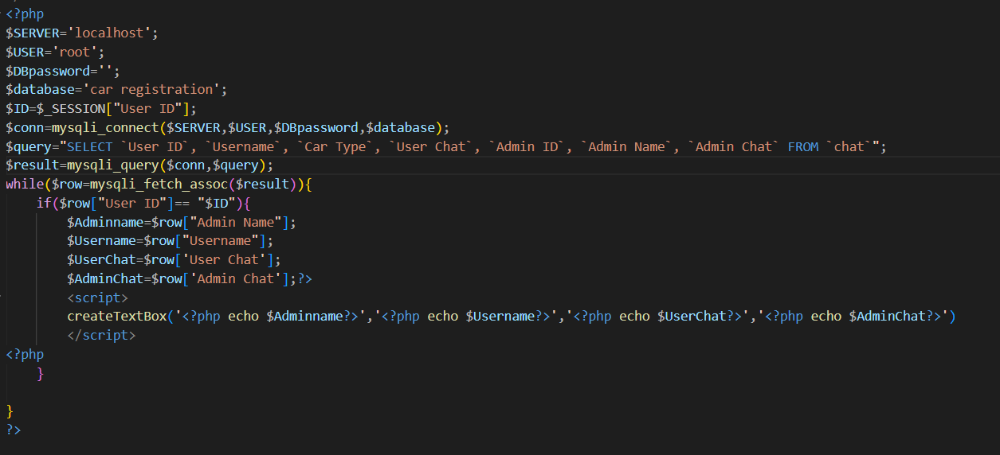 <?php
$SERVER='localhost';
$USER='root';
$DBpassword='';
$database='car registration';
$ID=$_SESSION["User ID"];
$conn=mysqli_connect($SERVER,$USER,$DBpassword,$database);
$query="SELECT `User ID`, `Username`, `Car Type`, `User Chat`, `Admin ID`, `Admin Name`, `Admin Chat` FROM `chat`";
$result=mysqli_query($conn,$query);
while($row=mysqli_fetch_assoc($result)){
    if($row["User ID"]== "$ID"){
        $Adminname=$row["Admin Name"];
        $Username=$row["Username"];
        $UserChat=$row['User Chat'];
        $AdminChat=$row['Admin Chat'];?>
        <script>
        createTextBox('<?php echo $Adminname?>','<?php echo $Username?>','<?php echo $UserChat?>','<?php echo $AdminChat?>')
        </script>
<?php
    }
}
?>